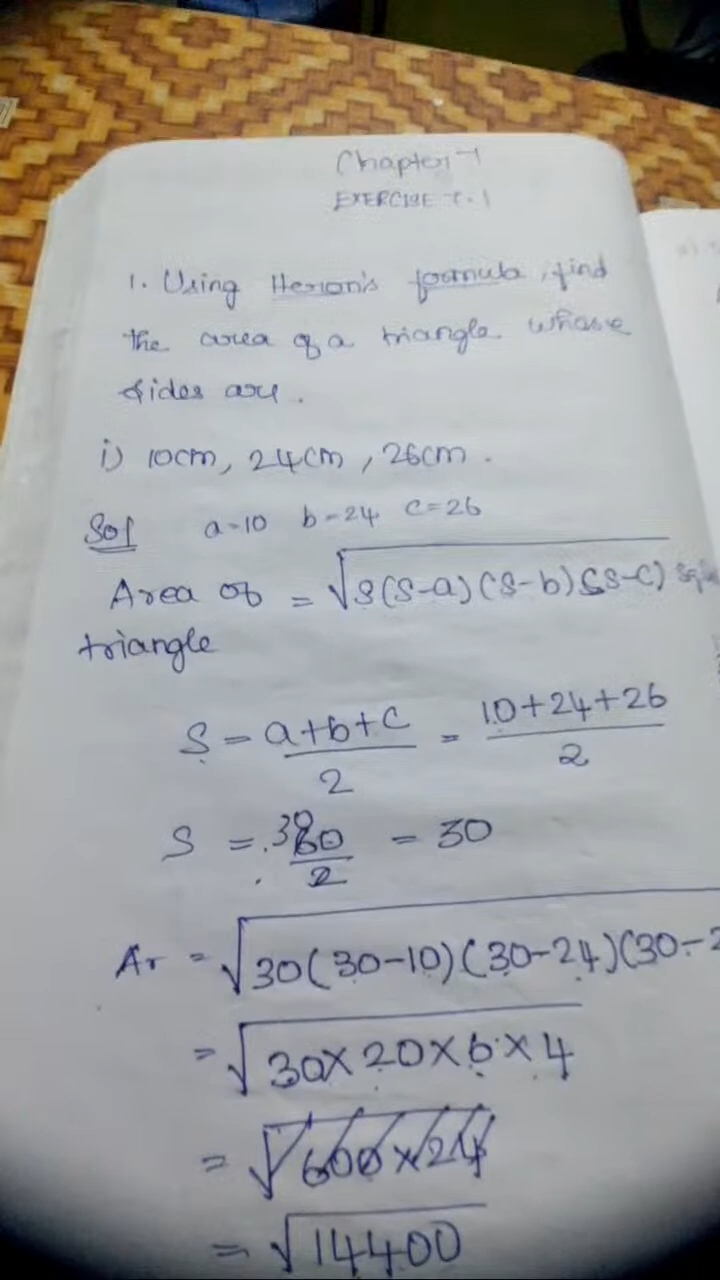 Chapter-7
EXERCISE 7.1
1. Using Heron's formula, find
the area of a triangle whose
sides are.
i) 10cm, 24cm, 26cm.
Sol a=10 b=24 c=26
Area of = √S(S-a)(S-b)(S-c)
triangle
S = a+b+c/2 = 10+24+26/2
S = 60/2 = 30
Ar = √30(30-10)(30-24)(30-2
= √30×20×6×4
= √600×24
= √14400